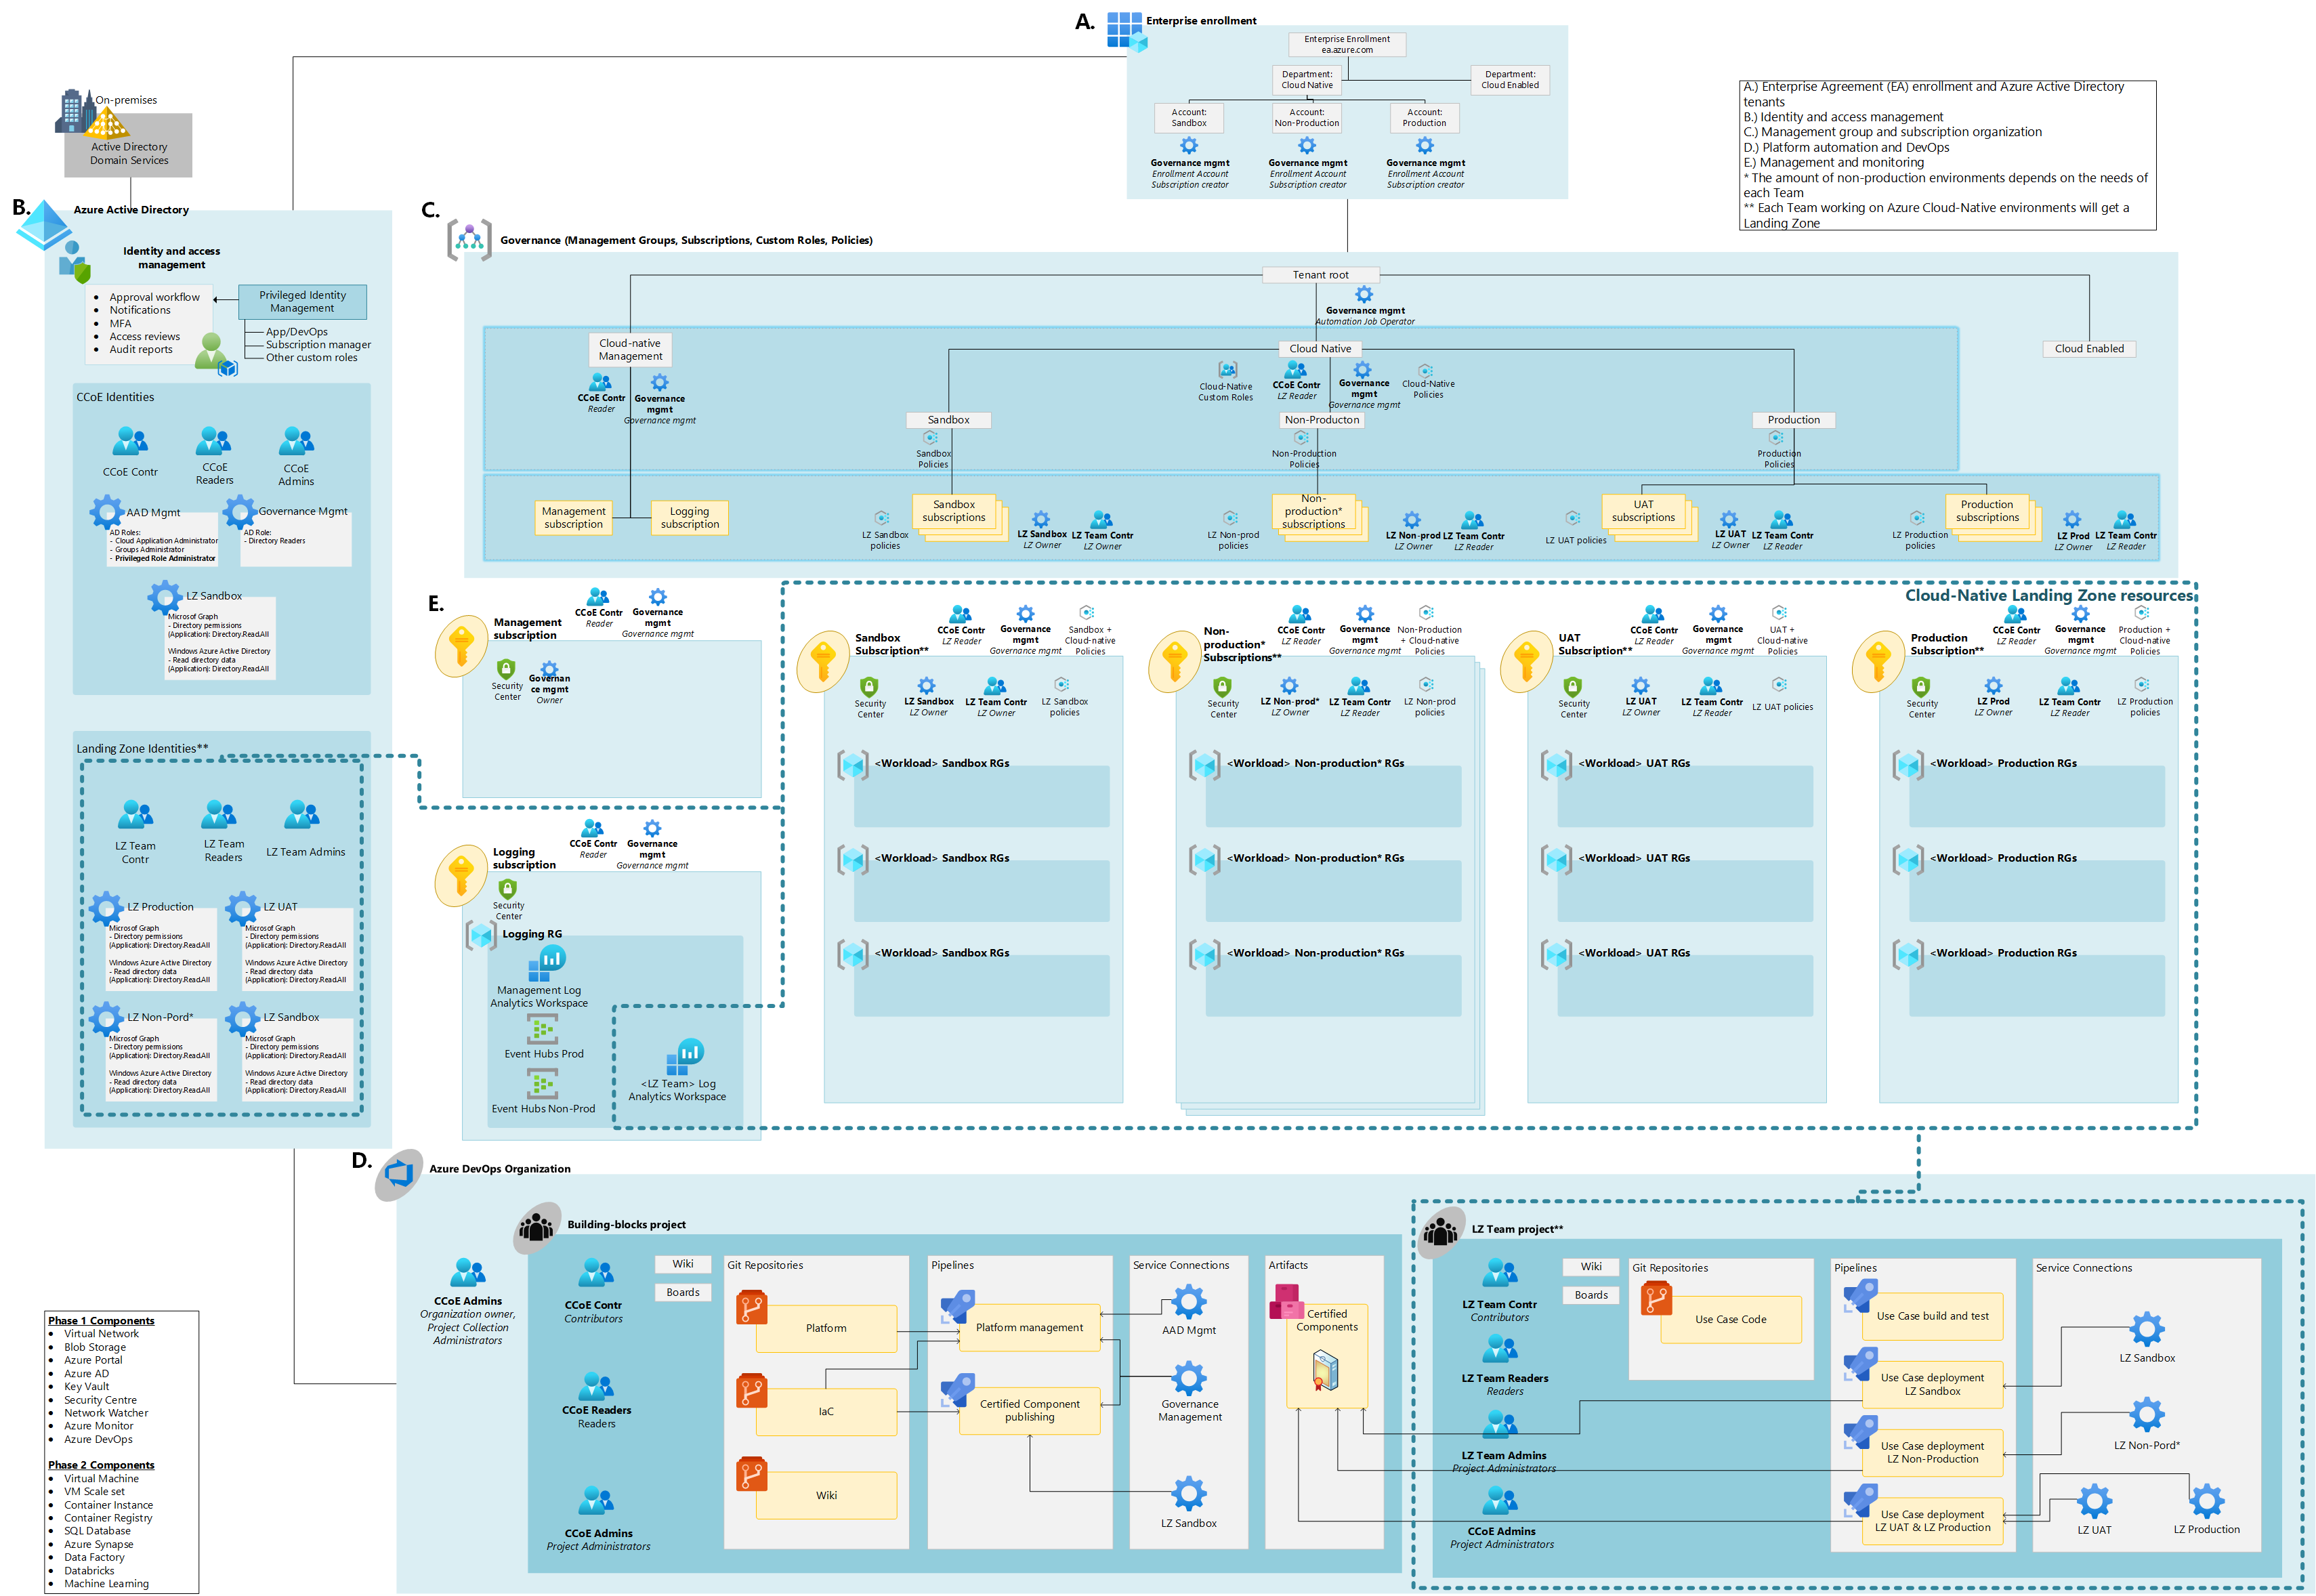 A.
Enterprise enrollment
Enterprise Enrollment
ea.azure.com
Department:
Cloud Native
Department:
Cloud Enabled
Account:
Sandbox
Account:
Non-Production
Account:
Production
Governance mgmt
Enrollment Account
Subscription creator
Governance mgmt
Enrollment Account
Subscription creator
Governance mgmt
Enrollment Account
Subscription creator
A.) Enterprise Agreement (EA) enrollment and Azure Active Directory
tenants
B.) Identity and access management
C.) Management group and subscription organization
D.) Platform automation and DevOps
E.) Management and monitoring
* The amount of non-production environments depends on the needs of
each Team
** Each Team working on Azure Cloud-Native environments will get a
Landing Zone
On-premises
Active Directory
Domain Services
B.
Azure Active Directory
Identity and access
management
Approval workflow
Notifications
MFA
Access reviews
Audit reports
Privileged Identity
Management
App/DevOps
Subscription manager
Other custom roles
CCoE Identities
CCoE Contr
CCoE
Readers
CCoE
Admins
AAD Mgmt
AD Roles:
- Cloud Application Administrator
- Groups Administrator
- Privileged Role Administrator
Governance Mgmt
AD Role:
- Directory Readers
LZ Sandbox
Microsof Graph
- Directory permissions
(Application): Directory.Read.All
Windows Azure Active Directory
- Read directory data
(Application): Directory.Read.All
Landing Zone Identities**
LZ Team
Contr
LZ Team
Readers
LZ Team Admins
LZ Production
Microsof Graph
- Directory permissions
(Application): Directory.Read.All
Windows Azure Active Directory
- Read directory data
(Application): Directory.Read.All
LZ UAT
Microsof Graph
- Directory permissions
(Application): Directory.Read.All
Windows Azure Active Directory
- Read directory data
(Application): Directory.Read.All
LZ Non-Pord*
Microsof Graph
- Directory permissions
(Application): Directory.Read.All
Windows Azure Active Directory
- Read directory data
(Application): Directory.Read.All
LZ Sandbox
Microsof Graph
- Directory permissions
(Application): Directory.Read.All
Windows Azure Active Directory
- Read directory data
(Application): Directory.Read.All
C.
Governance (Management Groups, Subscriptions, Custom Roles, Policies)
Tenant root
Governance mgmt
Automation Job Operator
Cloud-native
Management
CCoE Contr
Reader
Governance
mgmt
Governance mgmt
Cloud Native
Cloud Enabled
Cloud-Native
Custom Roles
CCoE Contr
LZ Reader
Governance
mgmt
Governance mgmt
Cloud-Native
Policies
Sandbox
Sandbox
Policies
Non-Producton
Non-Production
Policies
Production
Production
Policies
Management
subscription
Logging
subscription
LZ Sandbox
policies
Sandbox
subscriptions
LZ Sandbox
LZ Owner
LZ Team Contr
LZ Owner
LZ Non-prod
policies
Non-
production*
subscriptions
LZ Non-prod
LZ Owner
LZ Team Contr
LZ Reader
LZ UAT policies
UAT
subscriptions
LZ UAT
LZ Owner
LZ Team Contr
LZ Reader
LZ Production
policies
Production
subscriptions
LZ Prod
LZ Owner
LZ Team Contr
LZ Reader
E.
Management
subscription
CCoE Contr
Reader
Governance
mgmt
Governance mgmt
Security
Center
Governan
ce mgmt
Owner
Logging
subscription
CCoE Contr
Reader
Governance
mgmt
Governance mgmt
Security
Center
Logging RG
Management Log
Analytics Workspace
Event Hubs Prod
Event Hubs Non-Prod
<LZ Team> Log
Analytics Workspace
Cloud-Native Landing Zone resources
Sandbox
Subscription**
CCoE Contr
LZ Reader
Governance
mgmt
Governance mgmt
Sandbox +
Cloud-native
Policies
Security
Center
LZ Sandbox
LZ Owner
LZ Team Contr
LZ Owner
LZ Sandbox
policies
<Workload> Sandbox RGs
<Workload> Sandbox RGs
<Workload> Sandbox RGs
Non-
production*
Subscriptions**
CCoE Contr
LZ Reader
Governance
mgmt
Governance mgmt
Non-Production
+ Cloud-native
Policies
Security
Center
LZ Non-prod*
LZ Owner
LZ Team Contr
LZ Reader
LZ Non-prod
policies
<Workload> Non-production* RGs
<Workload> Non-production* RGs
<Workload> Non-production* RGs
UAT
Subscription**
CCoE Contr
LZ Reader
Governance
mgmt
Governance mgmt
UAT +
Cloud-native
Policies
Security
Center
LZ UAT
LZ Owner
LZ Team Contr
LZ Reader
LZ UAT policies
<Workload> UAT RGs
<Workload> UAT RGs
<Workload> UAT RGs
Production
Subscription**
CCoE Contr
LZ Reader
Governance
mgmt
Governance mgmt
Production +
Cloud-native
Policies
Security
Center
LZ Prod
LZ Owner
LZ Team Contr
LZ Reader
LZ Production
policies
<Workload> Production RGs
<Workload> Production RGs
<Workload> Production RGs
D.
Azure DevOps Organization
CCoE Admins
Organization owner,
Project Collection
Administrators
Building-blocks project
CCoE Contr
Contributors
CCoE Readers
Readers
CCoE Admins
Project Administrators
Wiki
Boards
Git Repositories
Platform
IaC
Wiki
Pipelines
Platform management
Certified Component
publishing
Service Connections
AAD Mgmt
Governance
Management
LZ Sandbox
Artifacts
Certified
Components
LZ Team project**
LZ Team Contr
Contributors
LZ Team Readers
Readers
LZ Team Admins
Project Administrators
CCoE Admins
Project Administrators
Wiki
Boards
Git Repositories
Use Case Code
Pipelines
Use Case build and test
Use Case deployment
LZ Sandbox
Use Case deployment
LZ Non-Production
Use Case deployment
LZ UAT & LZ Production
Service Connections
LZ Sandbox
LZ Non-Pord*
LZ UAT
LZ Production
Phase 1 Components
Virtual Network
Blob Storage
Azure Portal
Azure AD
Key Vault
Security Centre
Network Watcher
Azure Monitor
Azure DevOps
Phase 2 Components
Virtual Machine
VM Scale set
Container Instance
Container Registry
SQL Database
Azure Synapse
Data Factory
Databricks
Machine Learning